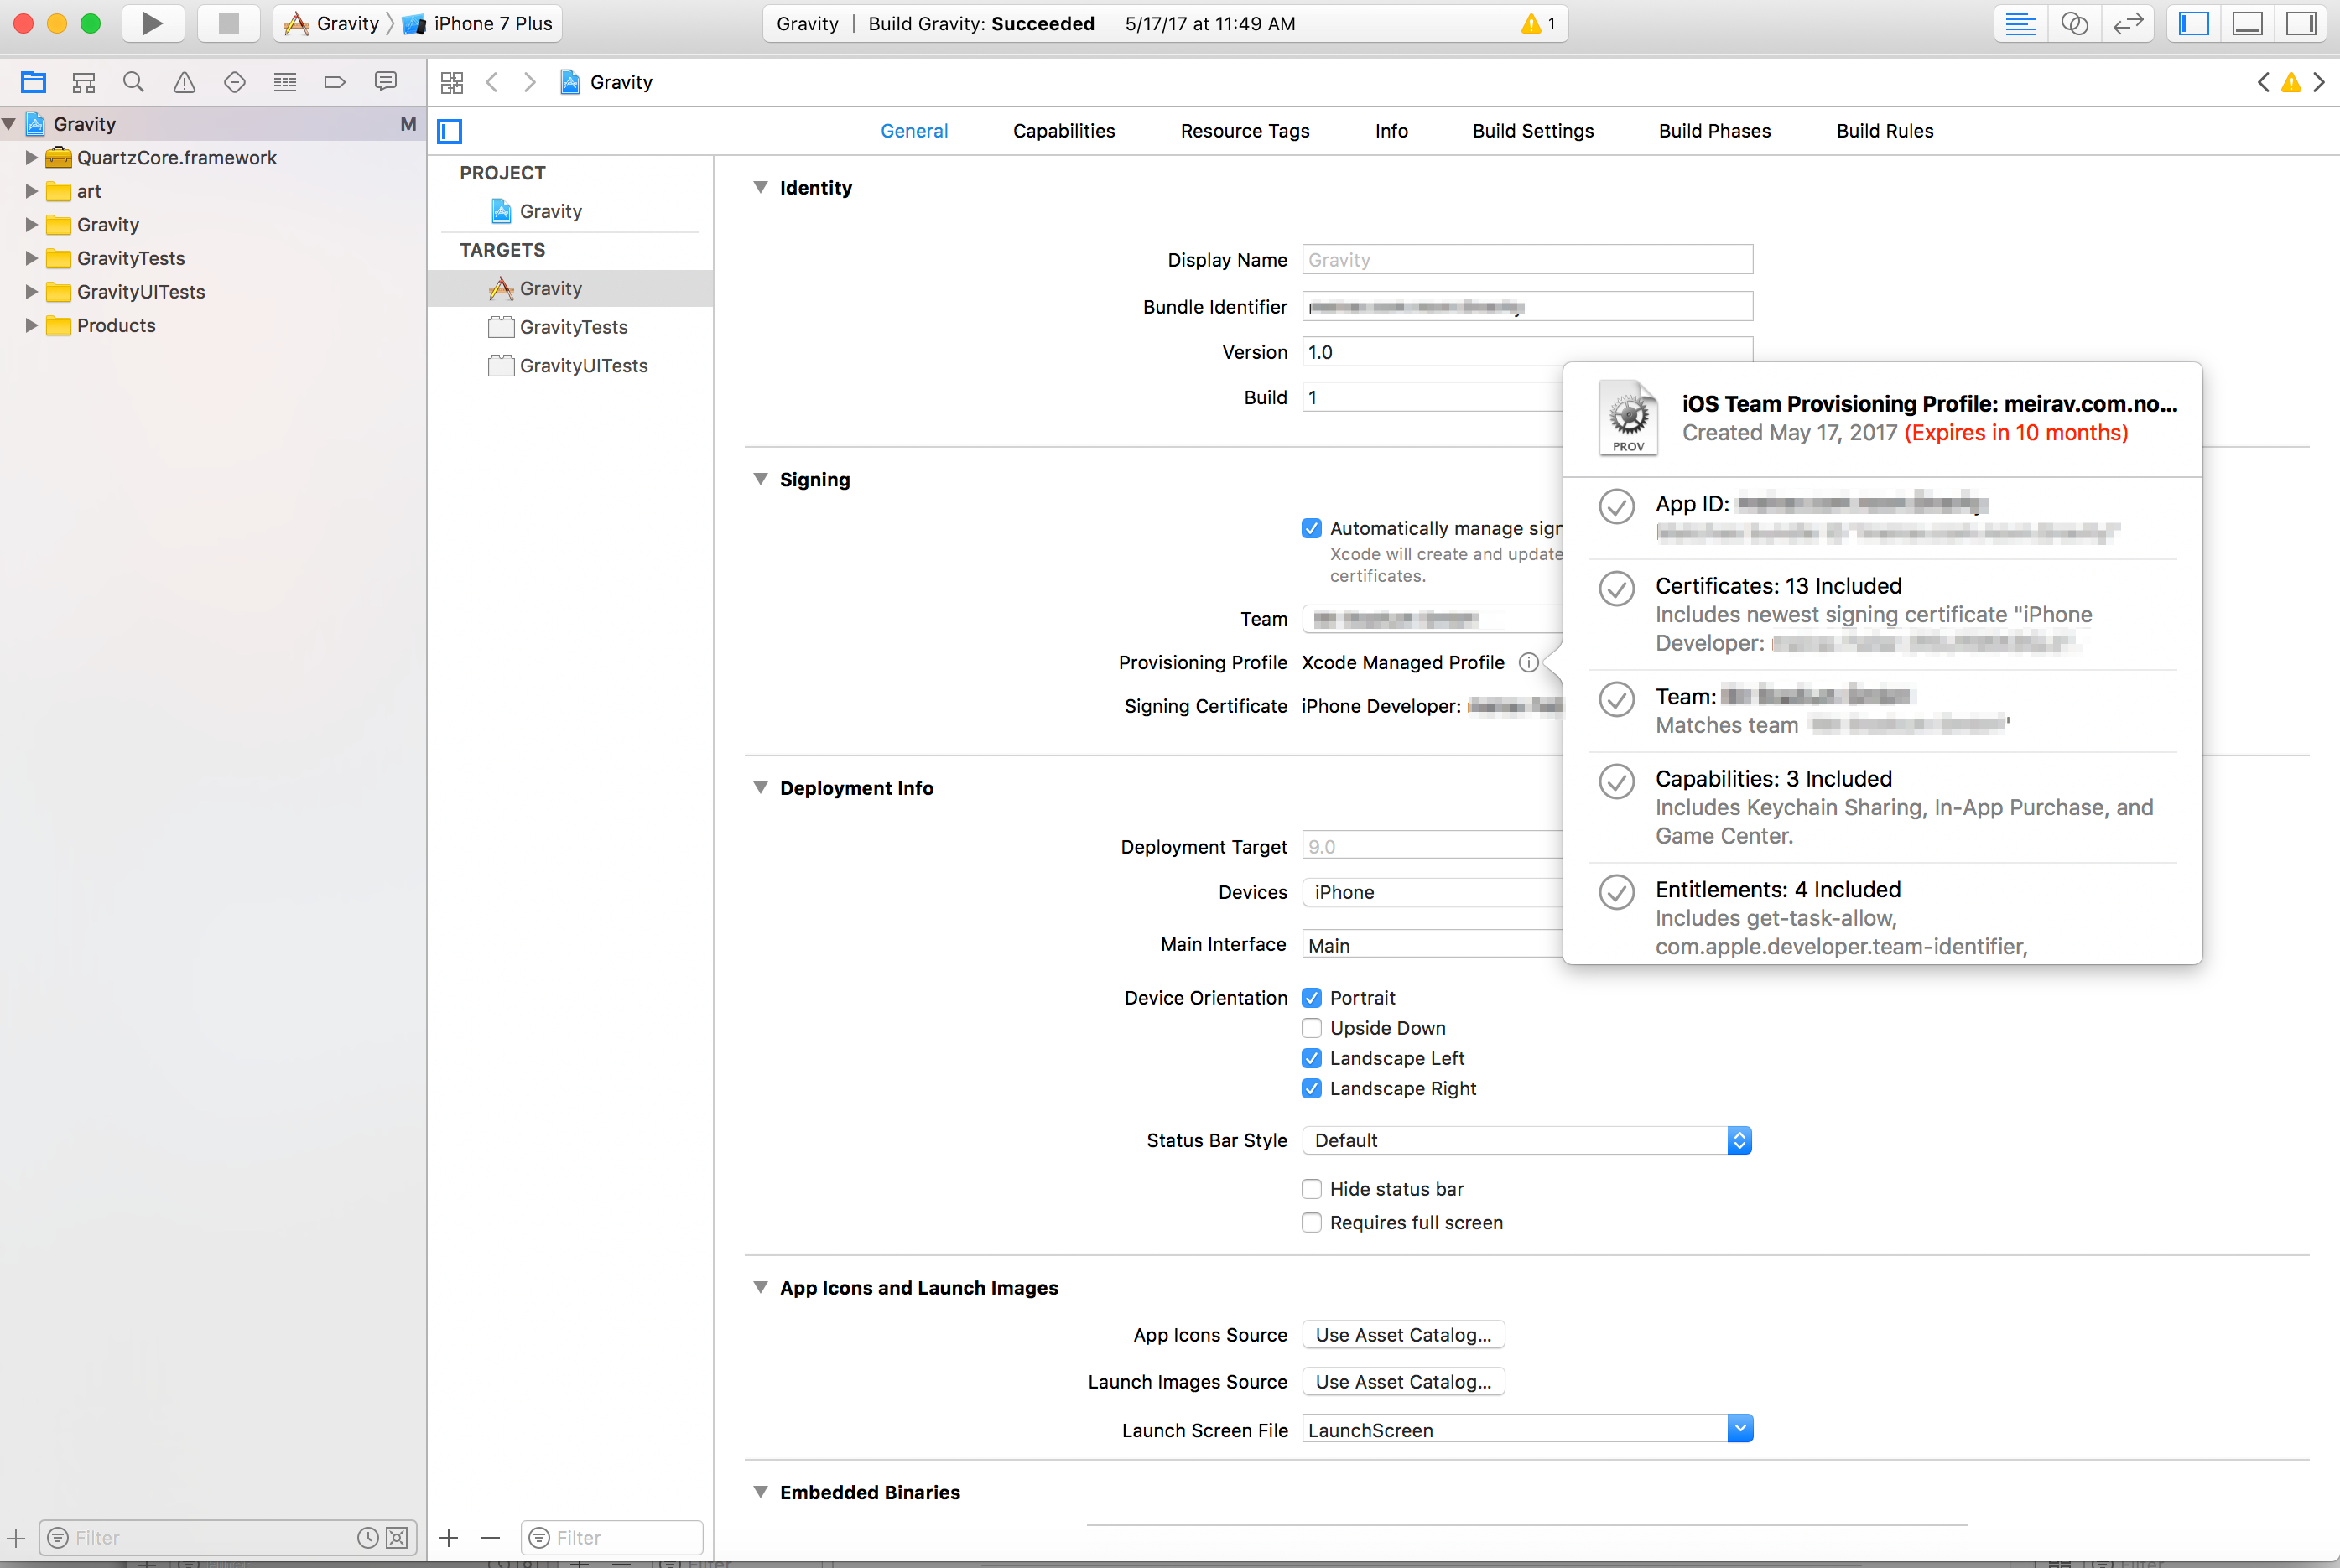 Gravity iPhone 7 Plus
Gravity Build Gravity: Succeeded 5/17/17 at 11:49 AM 1
Gravity
Gravity M
QuartzCore.framework
art
Gravity
GravityTests
GravityUITests
Products
Filter
General Capabilities Resource Tags Info Build Settings Build Phases Build Rules
PROJECT
Gravity
TARGETS
Gravity
GravityTests
GravityUITests
Filter
Identity
Display Name Gravity
Bundle Identifier
Version 1.0
Build 1
Signing
Automatically manage sign
Xcode will create and update
certificates.
Team
Provisioning Profile Xcode Managed Profile
Signing Certificate iPhone Developer:
Deployment Info
Deployment Target 9.0
Devices iPhone
Main Interface Main
Device Orientation Portrait
Upside Down
Landscape Left
Landscape Right
Status Bar Style Default
Hide status bar
Requires full screen
App Icons and Launch Images
App Icons Source Use Asset Catalog...
Launch Images Source Use Asset Catalog...
Launch Screen File LaunchScreen
Embedded Binaries
PROV
iOS Team Provisioning Profile: meirav.com.no...
Created May 17, 2017 (Expires in 10 months)
App ID:
Certificates: 13 Included
Includes newest signing certificate "iPhone
Developer:
Team:
Matches team
Capabilities: 3 Included
Includes Keychain Sharing, In-App Purchase, and
Game Center.
Entitlements: 4 Included
Includes get-task-allow,
com.apple.developer.team-identifier,